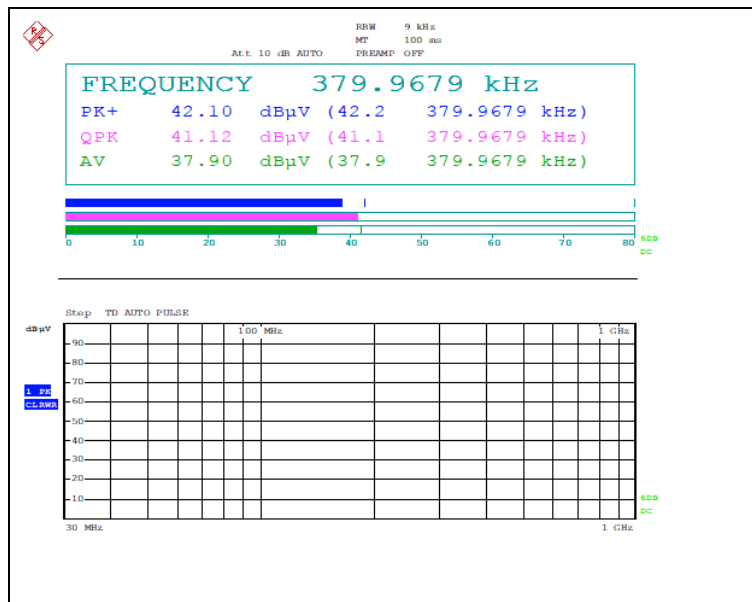 R
S
RBW 9 kHz
MT 100 ms
Att 10 dB AUTO PREAMP OFF
FREQUENCY 379.9679 kHz
PK+ 42.10 dBµV (42.2 379.9679 kHz)
QPK 41.12 dBµV (41.1 379.9679 kHz)
AV 37.90 dBµV (37.9 379.9679 kHz)
0 10 20 30 40 50 60 70 80
6DB
DC
Step TD AUTO PULSE
dBµV
100 MHz 1 GHz
90
80
70
1 PK
CLRWR
60
50
40
30
20
10
6DB
DC
30 MHz 1 GHz